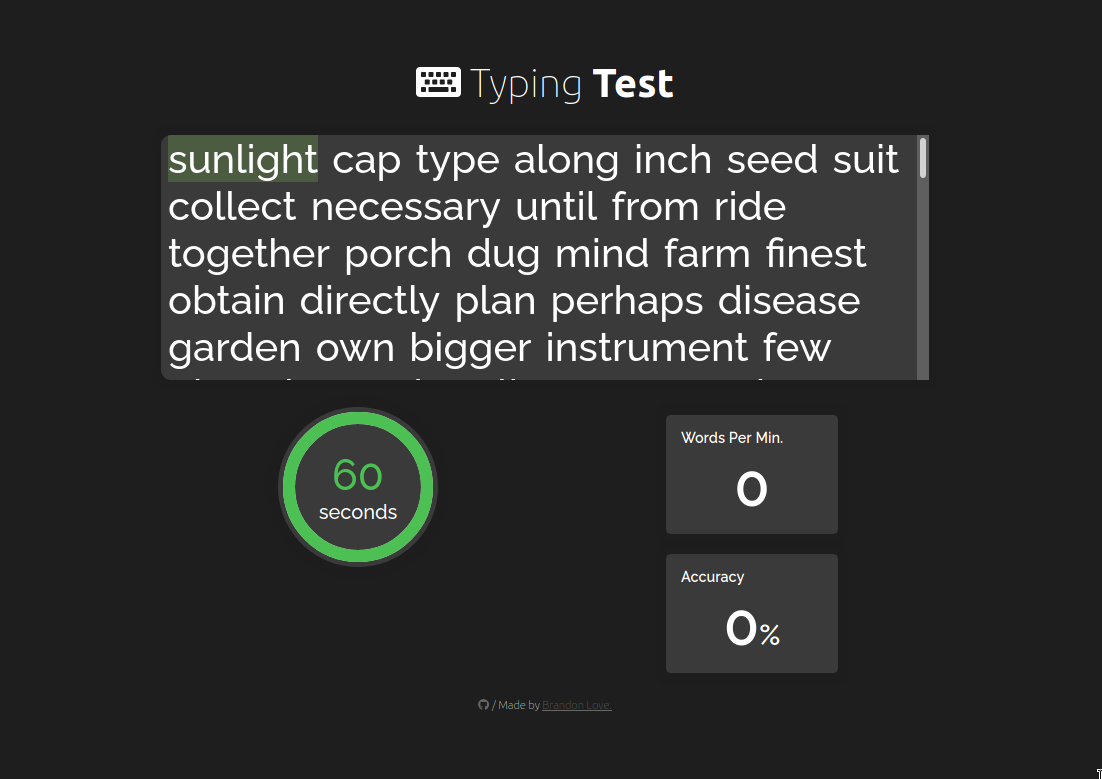 Typing Test
sunlight cap type along inch seed suit
collect necessary until from ride
together porch dug mind farm finest
obtain directly plan perhaps disease
garden own bigger instrument few
60
seconds
Words Per Min.
0
Accuracy
0%
/ Made by Brandon Love.